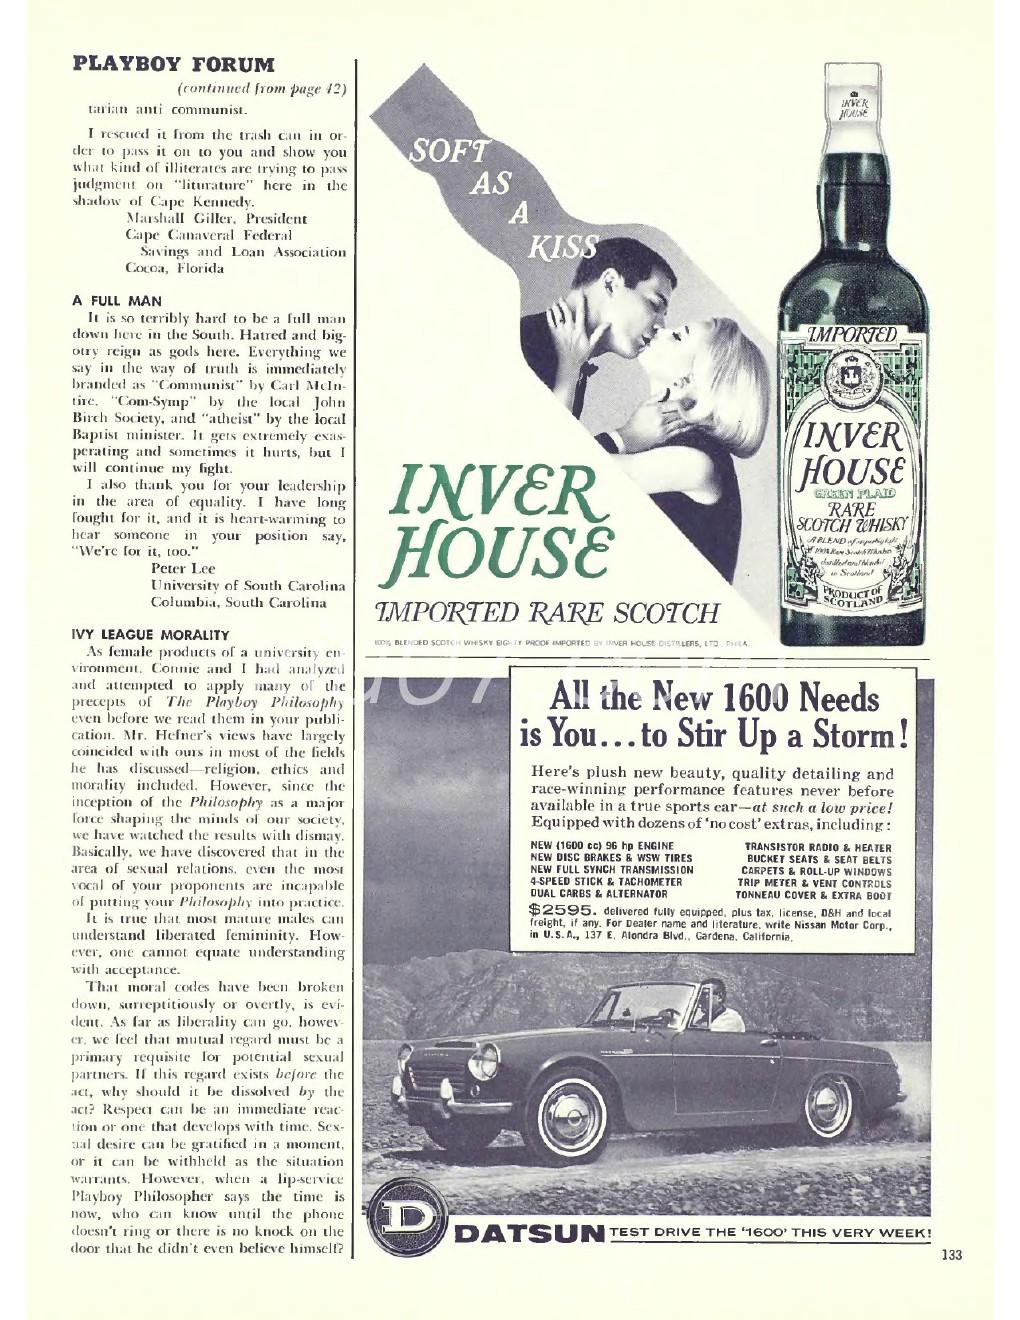 PLAYBOY FORUM
(continued from page 42)
tarian anti communist.
I rescued it from the trash can in or-
der to pass it on to you and show you
what kind of illiterates are trying to pass
judgment on "liturature" here in the
shadow of Cape Kennedy.
Marshall Giller, President
Cape Canaveral Federal
Savings and Loan Association
Cocoa, Florida
A FULL MAN
It is so terribly hard to be a full man
down here in the South. Hatred and big-
otry reign as gods here. Everything we
say in the way of truth is immediately
branded as "Communist" by Carl McIn-
tire, "Com-Symp" by the local John
Birch Society, and "atheist" by the local
Baptist minister. It gets extremely exas-
perating and sometimes it hurts, but I
will continue my fight.
I also thank you for your leadership
in the area of equality. I have long
fought for it, and it is heart-warming to
hear someone in your position say,
"We're for it, too."
Peter Lee
University of South Carolina
Columbia, South Carolina
IVY LEAGUE MORALITY
As female products of a university en-
vironment, Connie and I had analyzed
and attempted to apply many of the
precepts of The Playboy Philosophy
even before we read them in your publi-
cation. Mr. Hefner's views have largely
coincided with ours in most of the fields
he has discussed—religion, ethics and
morality included. However, since the
inception of the Philosophy as a major
force shaping the minds of our society,
we have watched the results with dismay.
Basically, we have discovered that in the
area of sexual relations, even the most
vocal of your proponents are incapable
of putting your Philosophy into practice.
It is true that most mature males can
understand liberated femininity. How-
ever, one cannot equate understanding
with acceptance.
That moral codes have been broken
down, surreptitiously or overtly, is evi-
dent. As far as liberality can go, howev-
er, we feel that mutual regard must be a
primary requisite for potential sexual
partners. If this regard exists before the
act, why should it be dissolved by the
act? Respect can be an immediate reac-
tion or one that develops with time. Sex-
ual desire can be gratified in a moment,
or it can be withheld as the situation
warrants. However, when a lip-service
Playboy Philosopher says the time is
now, who can know until the phone
doesn't ring or there is no knock on the
door that he didn't even believe himself?
SOFT
AS
A
KISS
INVER
HOUSE
IMPORTED RARE SCOTCH
100% BLENDED SCOTCH WHISKY EIGHTY PROOF IMPORTED BY INVER HOUSE DISTILLERS, LTD., PHILA.
INVER
HOUSE
IMPORTED
INVER
HOUSE
GREEN PLAID
RARE
SCOTCH WHISKY
A BLEND of
100% Rare Scotch Whiskies
distilled and blended
in Scotland
PRODUCT OF
SCOTLAND
All the New 1600 Needs
is You...to Stir Up a Storm!
Here's plush new beauty, quality detailing and
race-winning performance features never before
available in a true sports car—at such a low price!
Equipped with dozens of 'no cost' extras, including:
NEW (1600 cc) 96 hp ENGINE
NEW DISC BRAKES & WSW TIRES
NEW FULL SYNCH TRANSMISSION
4-SPEED STICK & TACHOMETER
DUAL CARBS & ALTERNATOR
TRANSISTOR RADIO & HEATER
BUCKET SEATS & SEAT BELTS
CARPETS & ROLL-UP WINDOWS
TRIP METER & VENT CONTROLS
TONNEAU COVER & EXTRA BOOT
$2595. delivered fully equipped, plus tax, license, D&H and local
freight, if any. For Dealer name and literature, write Nissan Motor Corp.,
in U.S.A., 137 E. Alondra Blvd., Gardena, California.
D
DATSUN TEST DRIVE THE '1600' THIS VERY WEEK!
133